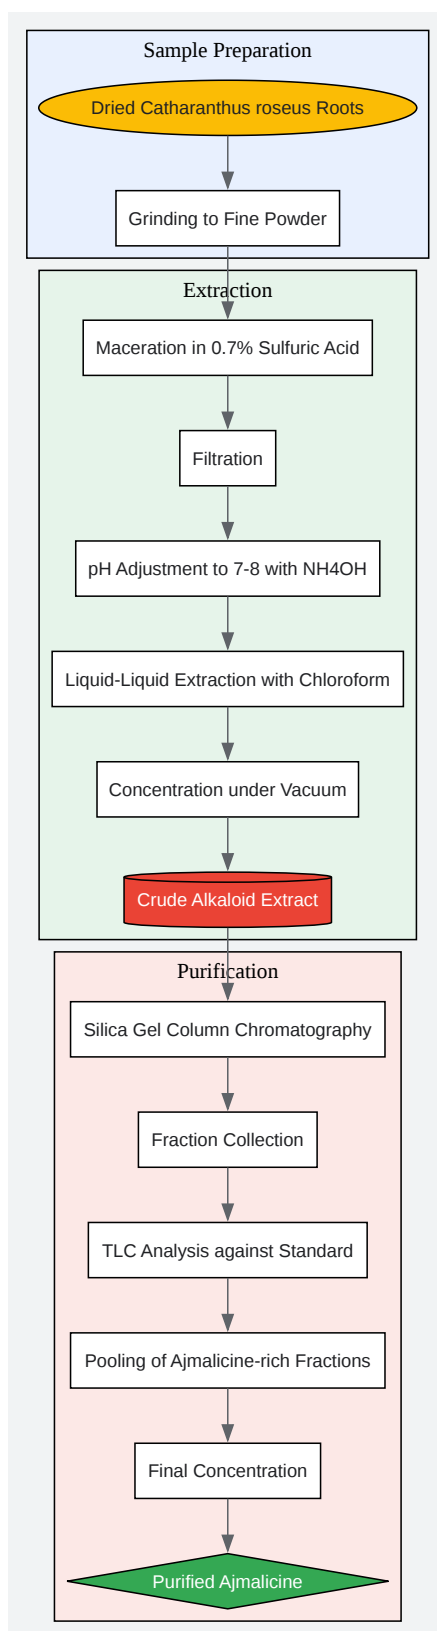 Sample Preparation
Dried Catharanthus roseus Roots
Grinding to Fine Powder
Extraction
Maceration in 0.7% Sulfuric Acid
Filtration
pH Adjustment to 7-8 with NH4OH
Liquid-Liquid Extraction with Chloroform
Concentration under Vacuum
Crude Alkaloid Extract
Purification
Silica Gel Column Chromatography
Fraction Collection
TLC Analysis against Standard
Pooling of Ajmalicine-rich Fractions
Final Concentration
Purified Ajmalicine